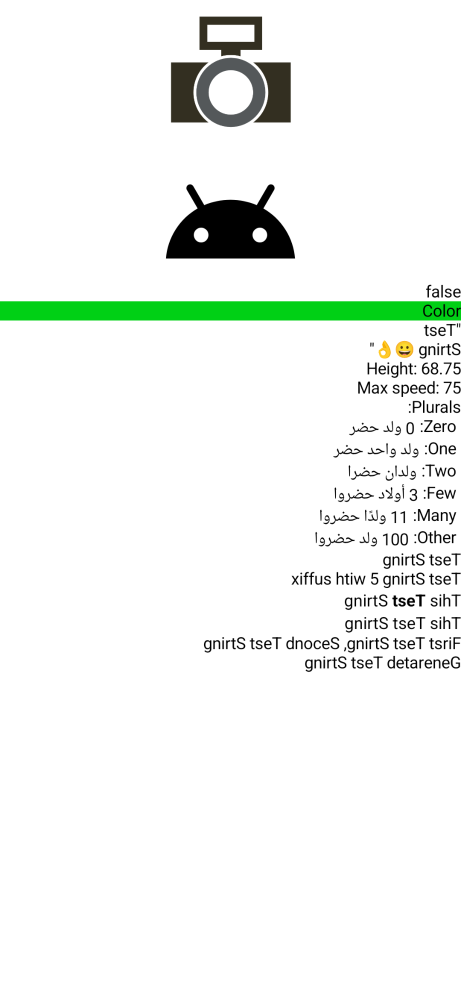 false
Color
tseT"
"👌😀 gnirtS
Height: 68.75
Max speed: 75
Plurals:
Zero: 0 ولد حضر
One: ولد واحد حضر
Two: ولدان حضرا
Few: 3 أولاد حضروا
Many: 11 ولدًا حضروا
Other: 100 ولد حضروا
gnirtS tseT
xiffus htiw 5 gnirtS tseT
gnirtS tseT sihT
gnirtS tseT sihT
gnirtS tseT dnoceS ,gnirtS tseT tsriF
gnirtS tseT detareneG